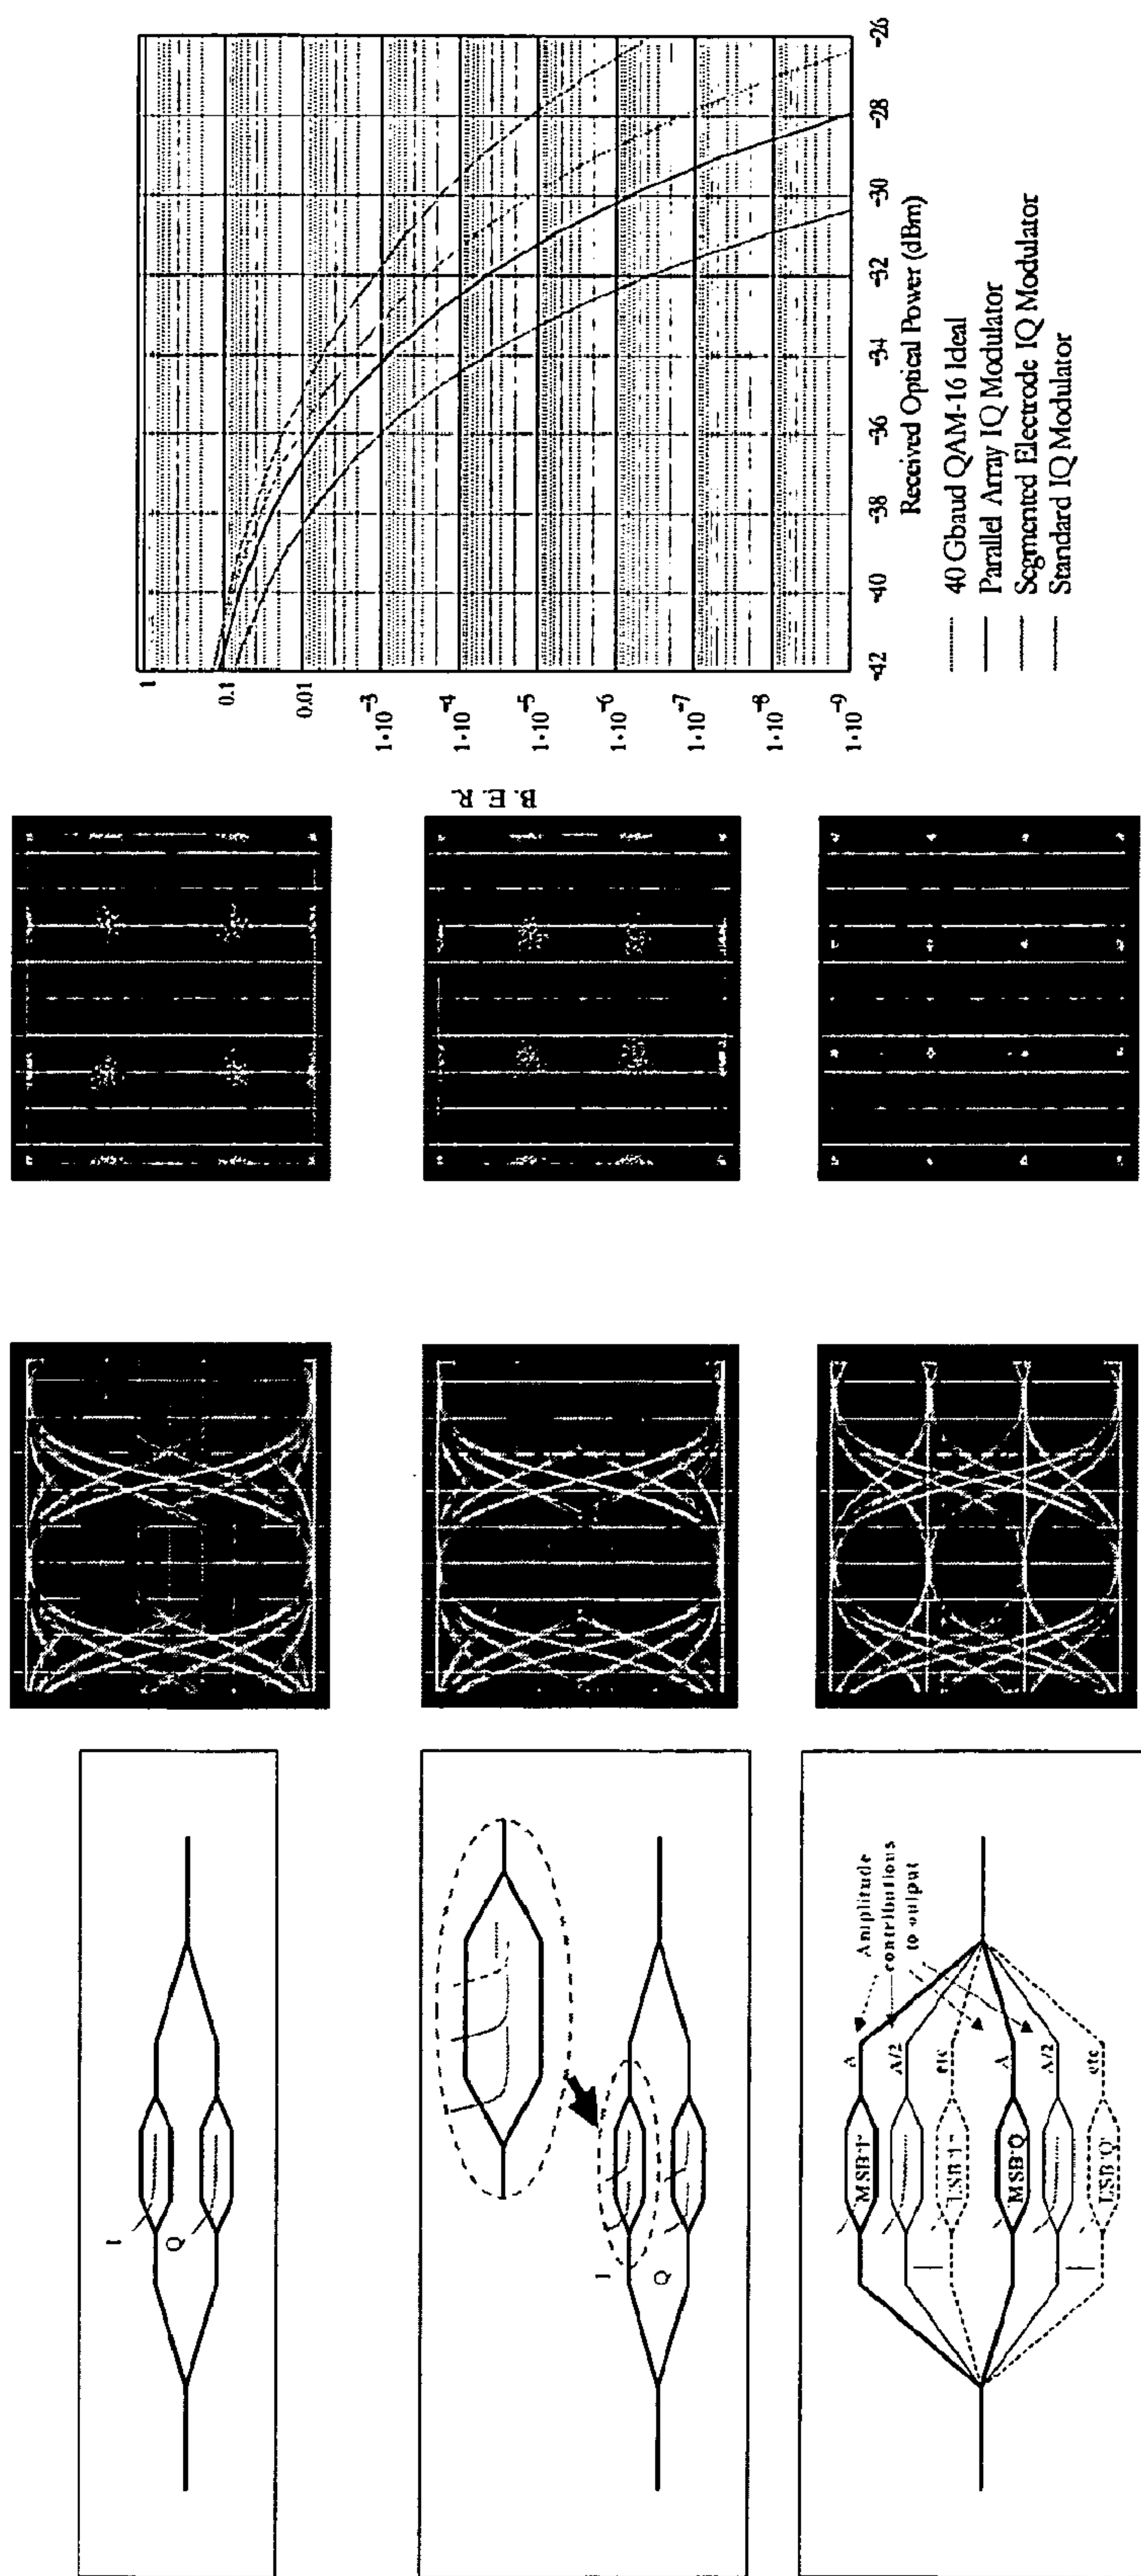 I
Q
I
Q
MSB 'I'
LSB 'I'
MSB 'Q'
LSB 'Q'
A
A/2
etc
A
A/2
etc
Amplitude
contributions
to output
B. E. R.
1
0.1
0.01
1·10⁻³
1·10⁻⁴
1·10⁻⁵
1·10⁻⁶
1·10⁻⁷
1·10⁻⁸
1·10⁻⁹
-42 -40 -38 -36 -34 -32 -30 -28 -26
Received Optical Power (dBm)
40 Gbaud QAM-16 Ideal
Parallel Array IQ Modulator
Segmented Electrode IQ Modulator
Standard IQ Modulator